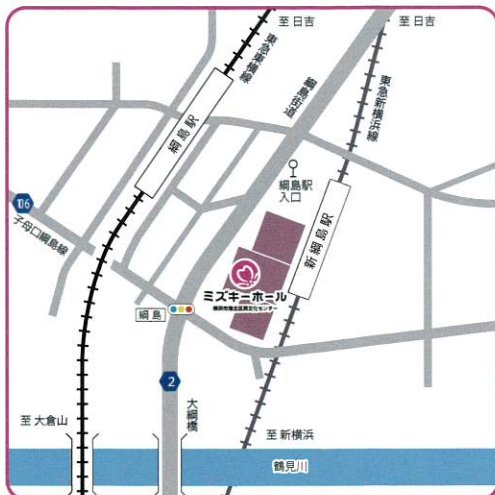 至 日吉
至 日吉
東急東横線
綱島街道
東急新横浜線
綱島駅
綱島駅
入口
新綱島駅
106
子母口綱島線
ミズキーホール
横浜市港北区民文化センター
綱島
2
大綱橋
至 大倉山
至 新横浜
鶴見川